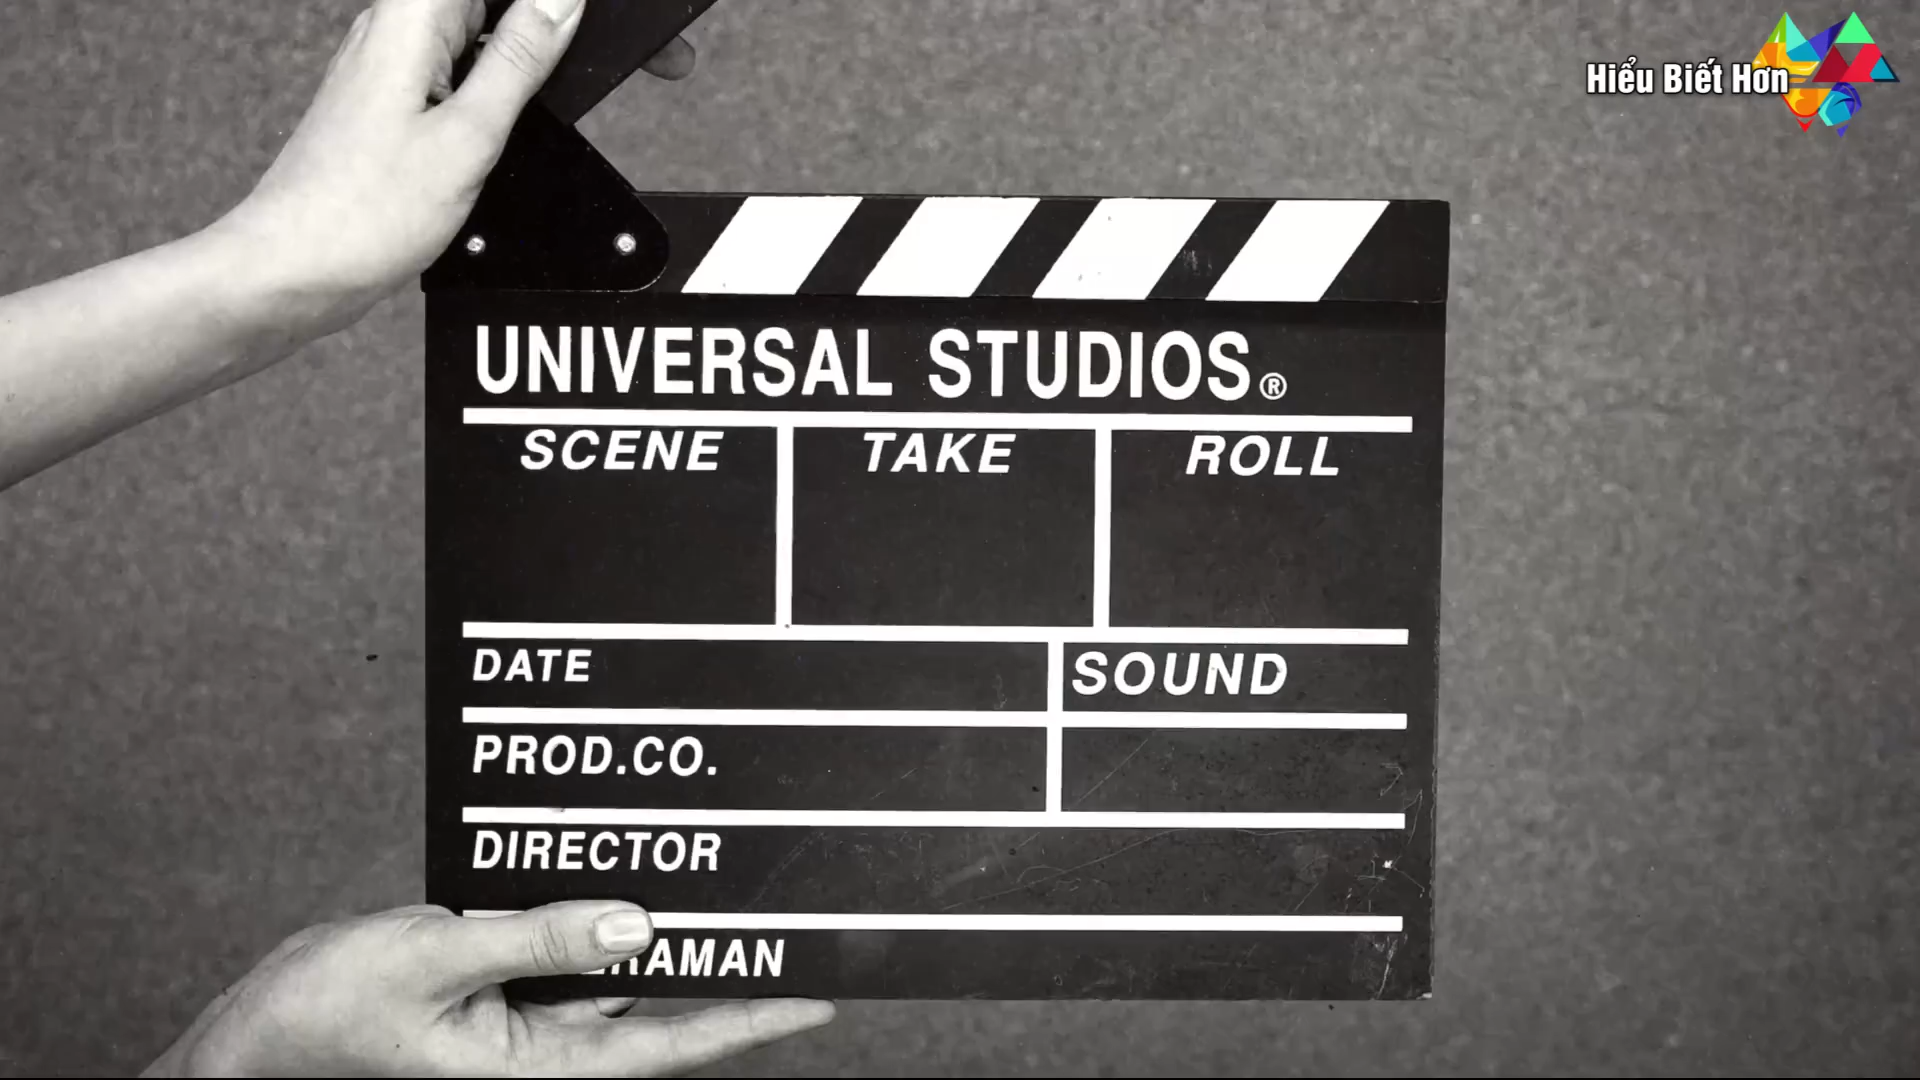 Hiểu Biết Hơn
UNIVERSAL STUDIOS®
SCENE TAKE ROLL
DATE SOUND
PROD.CO.
DIRECTOR